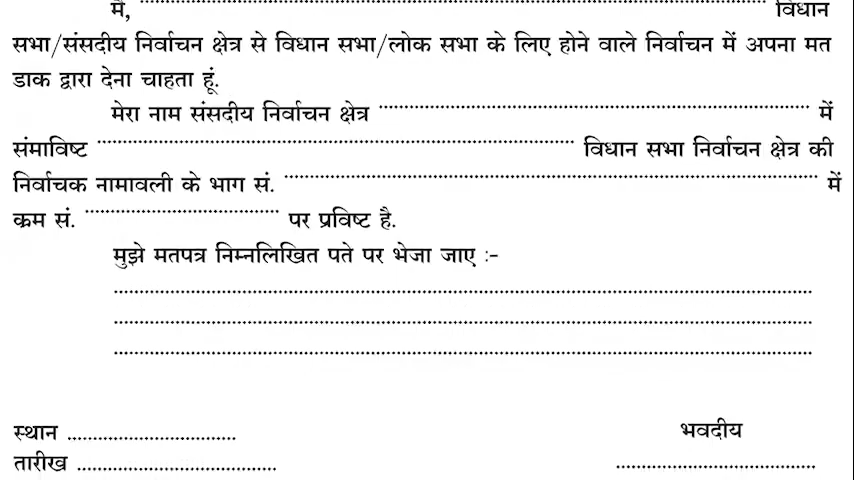 मैं, ................................................................ विधान
सभा/संसदीय निर्वाचन क्षेत्र से विधान सभा/लोक सभा के लिए होने वाले निर्वाचन में अपना मत
डाक द्वारा देना चाहता हूं.
मेरा नाम संसदीय निर्वाचन क्षेत्र ................................................................ में
संमाविष्ट ................................................................ विधान सभा निर्वाचन क्षेत्र की
निर्वाचक नामावली के भाग सं. ................................................................ में
क्रम सं. .............................. पर प्रविष्ट है.
मुझे मतपत्र निम्नलिखित पते पर भेजा जाए :-
................................................................
................................................................
................................................................
स्थान .................................. भवदीय
तारीख ........................................ ........................................